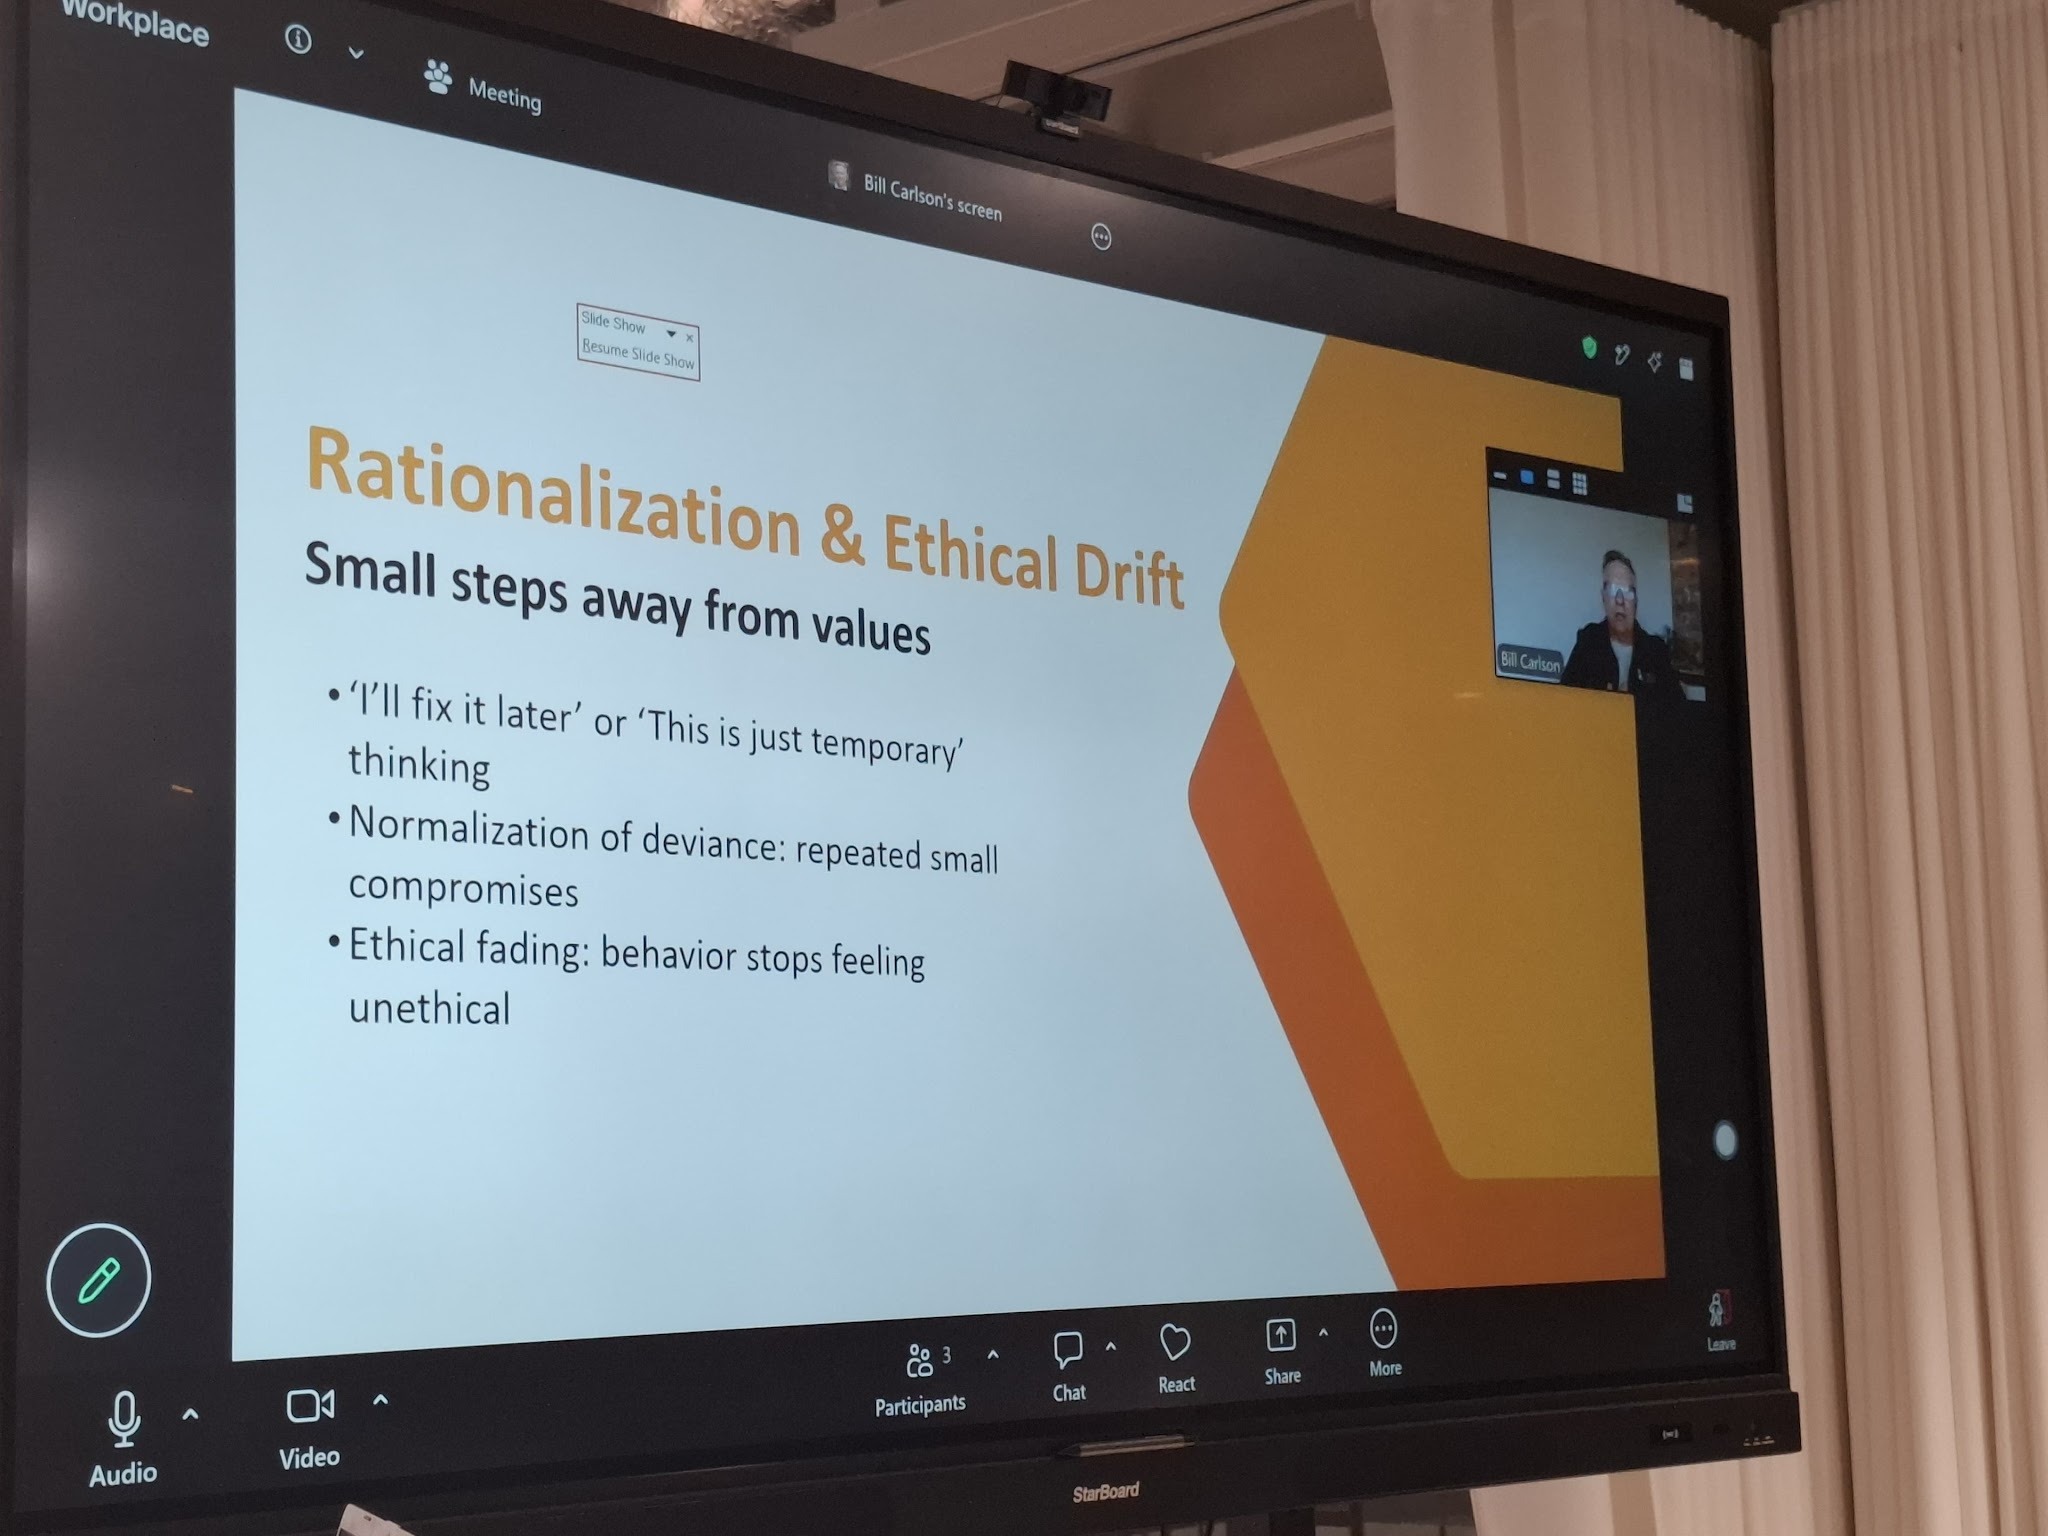 Workplace
Meeting
Bill Carlson's screen
Slide Show
Resume Slide Show
Rationalization & Ethical Drift
Small steps away from values
• ‘I’ll fix it later’ or ‘This is just temporary’
thinking
• Normalization of deviance: repeated small
compromises
• Ethical fading: behavior stops feeling
unethical
Bill Carlson
Audio
Video
3
Participants
Chat
React
Share
More
Leave
StarBoard